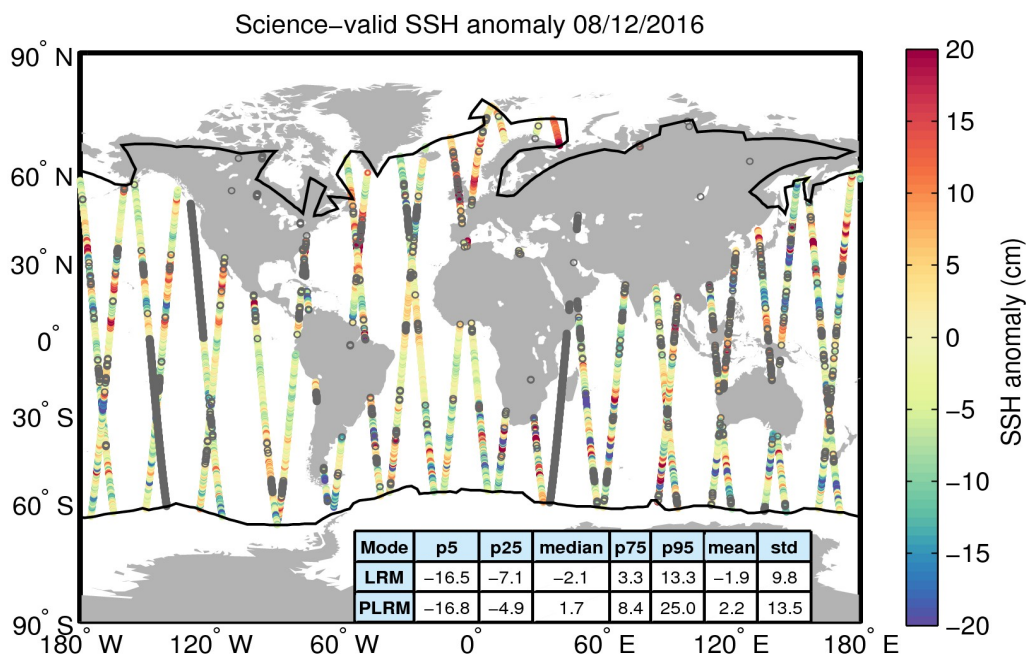 Science−valid SSH anomaly 08/12/2016
90° N
60° N
30° N
0°
30° S
60° S
90° S
180° W
120° W
60° W
0°
60° E
120° E
180° E
Mode p5 p25 median p75 p95 mean std
LRM −16.5 −7.1 −2.1 3.3 13.3 −1.9 9.8
PLRM −16.8 −4.9 1.7 8.4 25.0 2.2 13.5
20
15
10
5
0
−5
−10
−15
−20
SSH anomaly (cm)